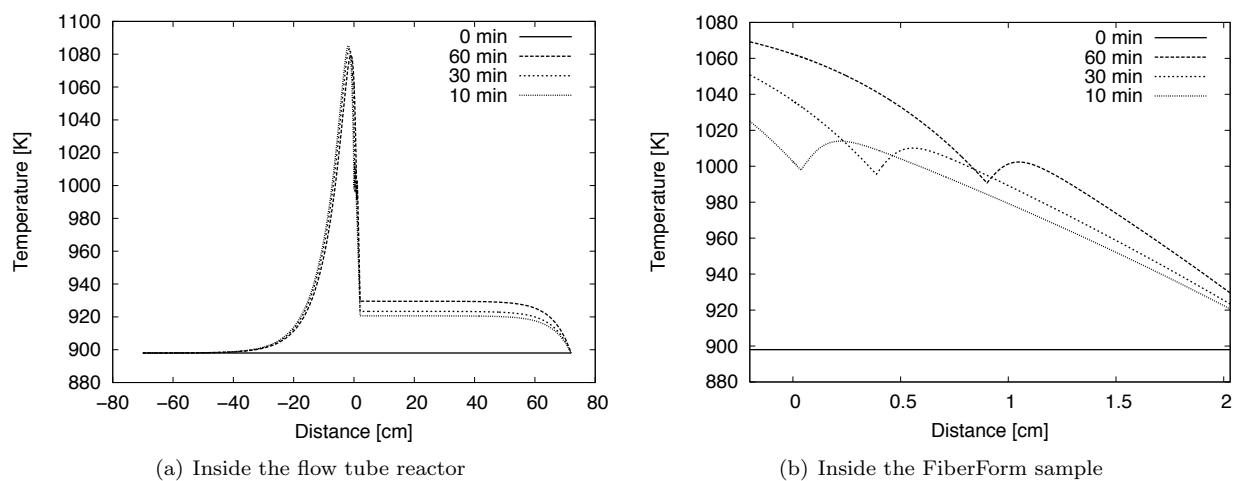 1100
1080
1060
1040
1020
1000
980
960
940
920
900
880
Temperature [K]
0 min
60 min
30 min
10 min
−80 −60 −40 −20 0 20 40 60 80
Distance [cm]
(a) Inside the flow tube reactor
1080
1060
1040
1020
1000
980
960
940
920
900
880
Temperature [K]
0 min
60 min
30 min
10 min
0 0.5 1 1.5 2
Distance [cm]
(b) Inside the FiberForm sample